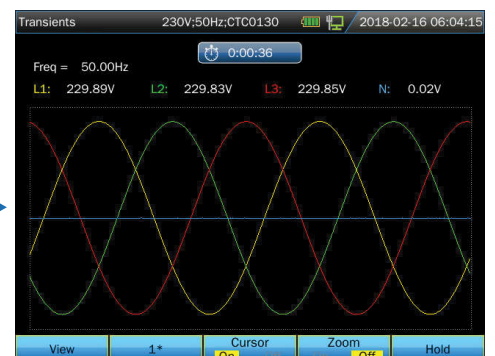 Transients 230V;50Hz;CTC0130 2018-02-16 06:04:15
0:00:36
Freq = 50.00Hz
L1: 229.89V L2: 229.83V L3: 229.85V N: 0.02V
View 1* Cursor Zoom Hold
On Off